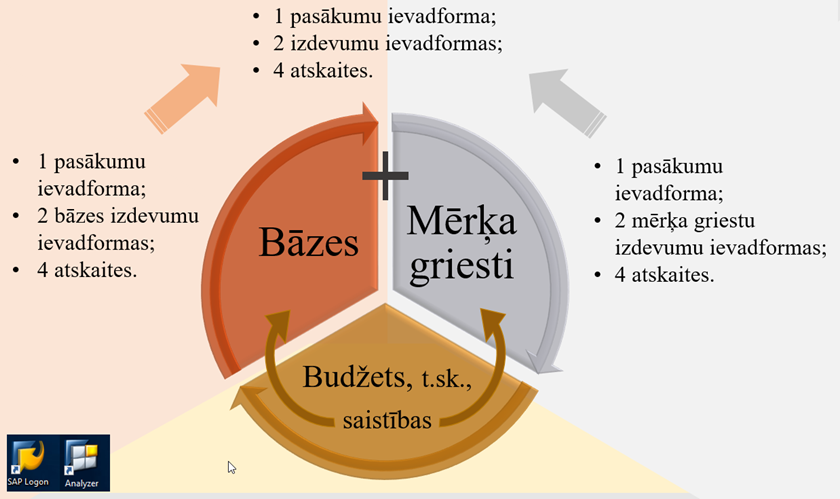 • 1 pasākumu ievadforma;
• 2 izdevumu ievadformas;
• 4 atskaites.
• 1 pasākumu
ievadforma;
• 2 bāzes izdevumu
ievadformas;
• 4 atskaites.
• 1 pasākumu
ievadforma;
• 2 mērķa griestu
izdevumu ievadformas;
• 4 atskaites.
Bāzes
+
Mērķa
griesti
Budžets, t.sk.,
saistības
SAP Logon
Analyzer